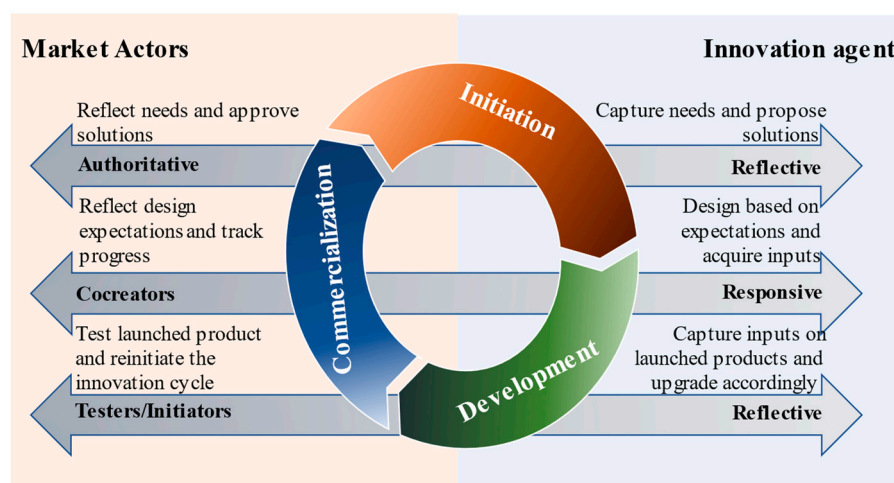 Market Actors
Innovation agent
Reflect needs and approve
solutions
Authoritative
Capture needs and propose
solutions
Reflective
Reflect design
expectations and track
progress
Cocreators
Design based on
expectations and
acquire inputs
Responsive
Test launched product
and reinitiate the
innovation cycle
Testers/Initiators
Capture inputs on
launched products and
upgrade accordingly
Reflective
Initiation
Development
Commercialization